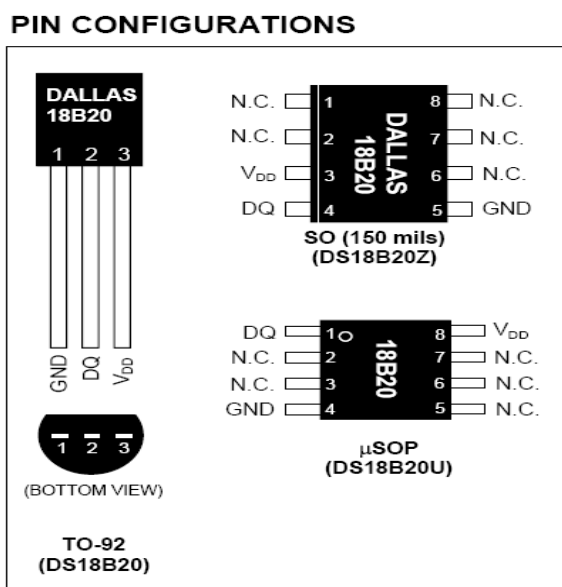 PIN CONFIGURATIONS
DALLAS
18B20
1 2 3
GND DQ VDD
1 2 3
(BOTTOM VIEW)
TO-92
(DS18B20)
N.C. 1 8 N.C.
N.C. 2 7 N.C.
VDD 3 6 N.C.
DQ 4 5 GND
DALLAS
18B20
SO (150 mils)
(DS18B20Z)
DQ 1 8 VDD
N.C. 2 7 N.C.
N.C. 3 6 N.C.
GND 4 5 N.C.
18B20
μSOP
(DS18B20U)